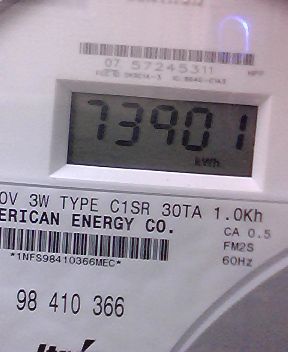 07 57245311
73901
kWh
0V 3W TYPE C1SR 30TA 1.0Kh
ERICAN ENERGY CO.
CA 0.5
FM2S
*1NFS98410366MEC*
60Hz
98 410 366